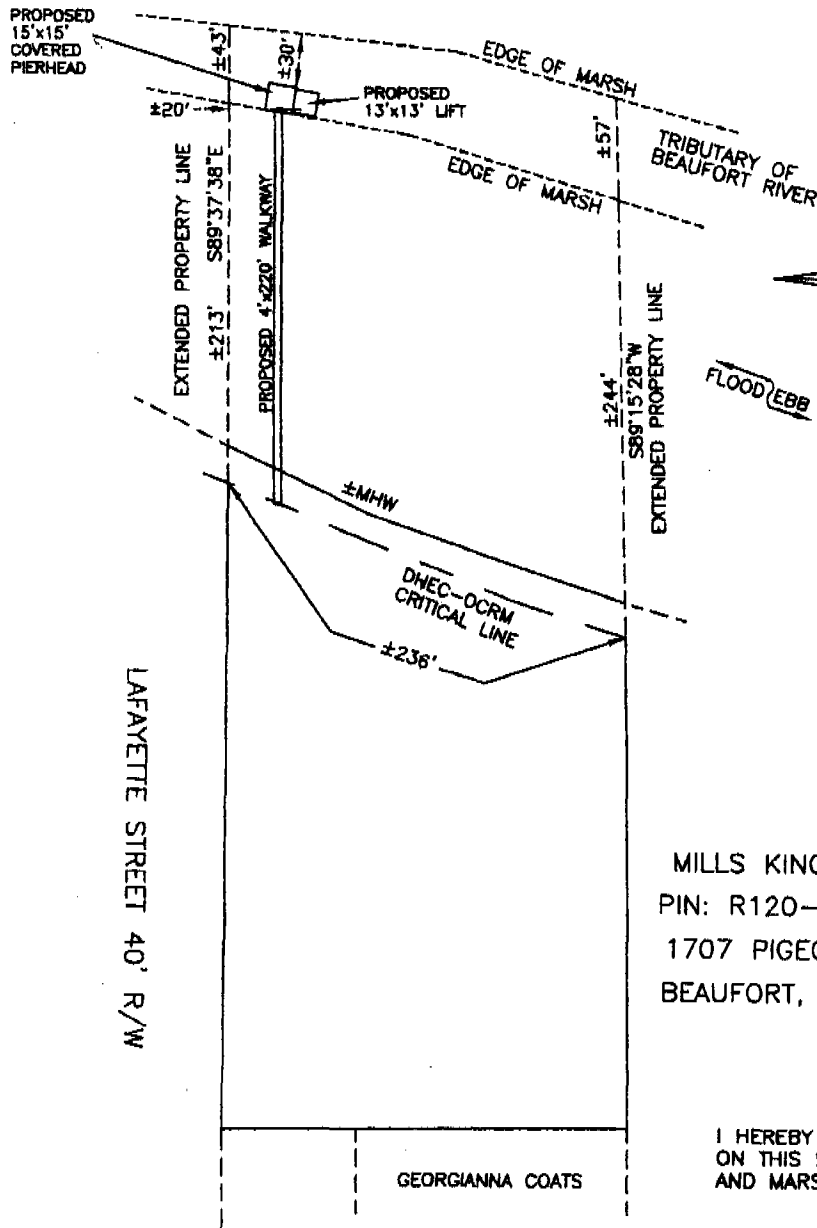 PROPOSED
15'x15'
COVERED
PIERHEAD
±43'
±30'
EDGE OF MARSH
PROPOSED
13'x13' LIFT
±20'
±57'
TRIBUTARY OF
BEAUFORT RIVER
EDGE OF MARSH
EXTENDED PROPERTY LINE
±213' S89°37'38"E
PROPOSED 4'x220' WALKWAY
±244'
S89°15'28"W
EXTENDED PROPERTY LINE
FLOOD EBB
±MHW
DHEC-OCRM
CRITICAL LINE
±236'
LAFAYETTE STREET 40' R/W
MILLS
PIN: R120-
1707
BEAUFORT,
I HEREBY
ON THIS
AND
GEORGIANNA COATS